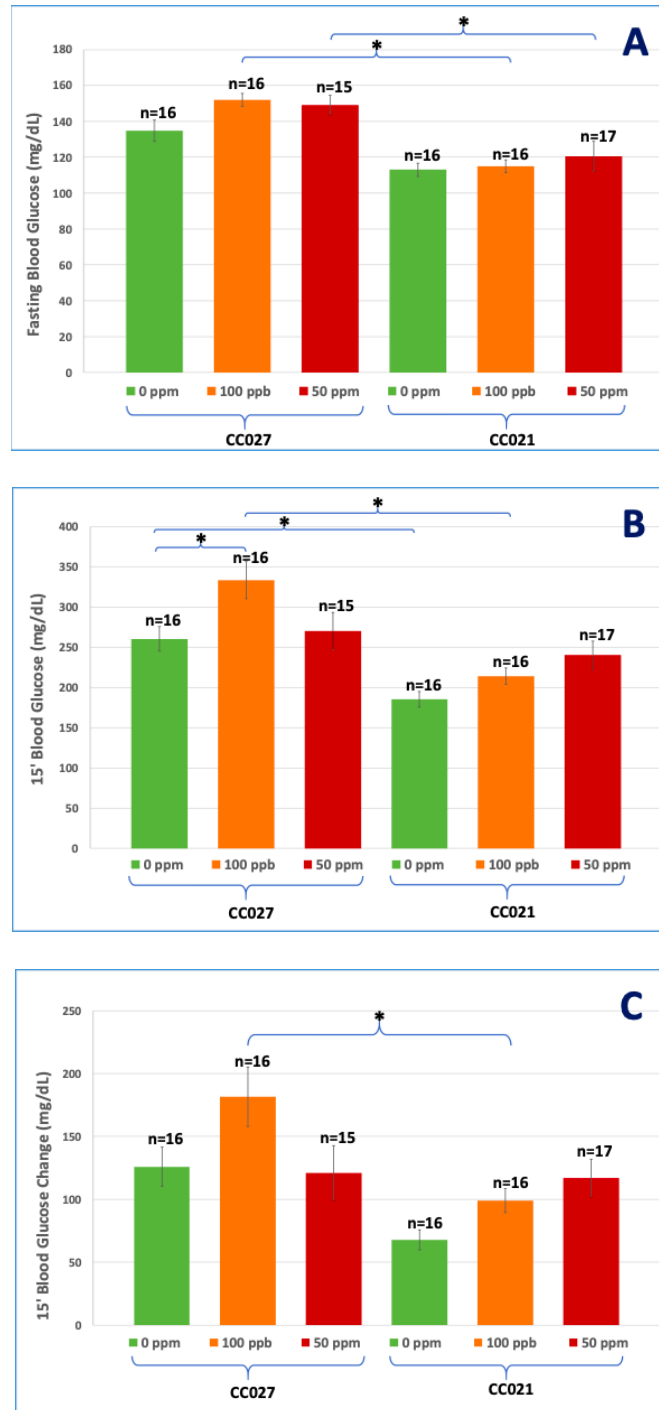 A
Fasting Blood Glucose (mg/dL)
180
160
140
120
100
80
60
40
20
0
* *
n=16 n=16 n=15 n=16 n=16 n=17
0 ppm 100 ppb 50 ppm 0 ppm 100 ppb 50 ppm
CC027 CC021
B
15' Blood Glucose (mg/dL)
400
350
300
250
200
150
100
50
0
* * *
n=16 n=16 n=15 n=16 n=16 n=17
0 ppm 100 ppb 50 ppm 0 ppm 100 ppb 50 ppm
CC027 CC021
C
15' Blood Glucose Change (mg/dL)
250
200
150
100
50
0
*
n=16 n=16 n=15 n=16 n=16 n=17
0 ppm 100 ppb 50 ppm 0 ppm 100 ppb 50 ppm
CC027 CC021